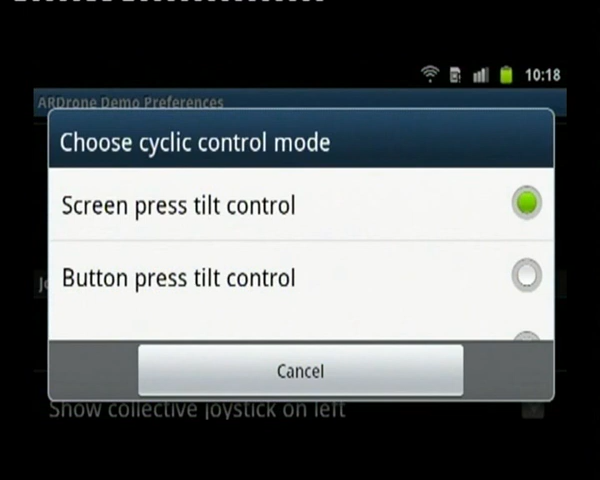 10:18
ARDrone Demo Preferences
Choose cyclic control mode
Screen press tilt control
Button press tilt control
Cancel
Show collective joystick on left